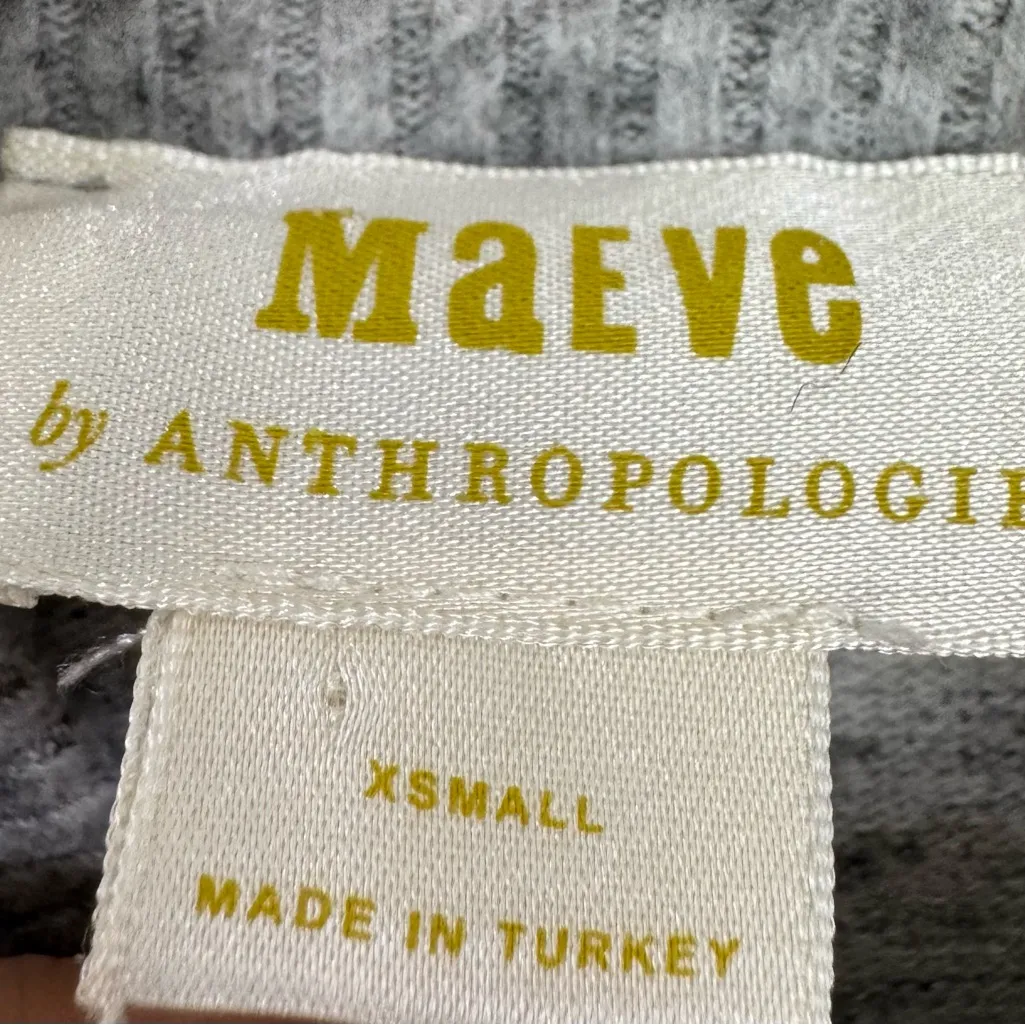 MaEVe
by ANTHROPOLOGIE
XSMALL
MADE IN TURKEY